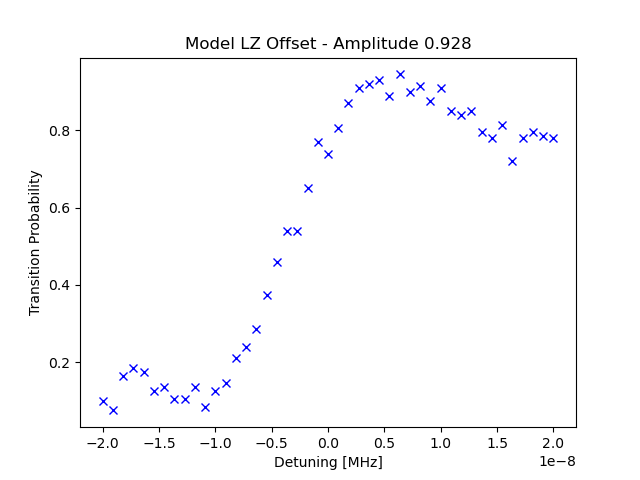 Model LZ Offset - Amplitude 0.928
Transition Probability
0.8
0.6
0.4
0.2
−2.0 −1.5 −1.0 −0.5 0.0 0.5 1.0 1.5 2.0
1e−8
Detuning [MHz]